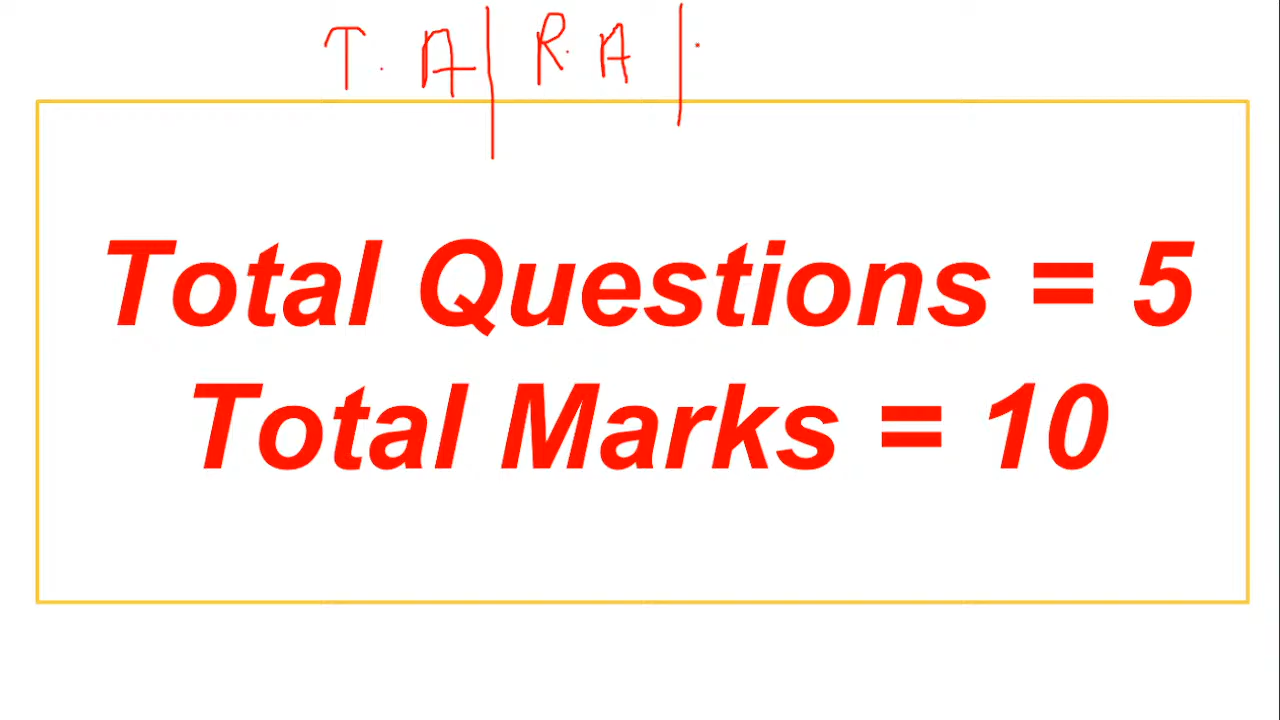 T. A | R. A |
Total Questions = 5
Total Marks = 10